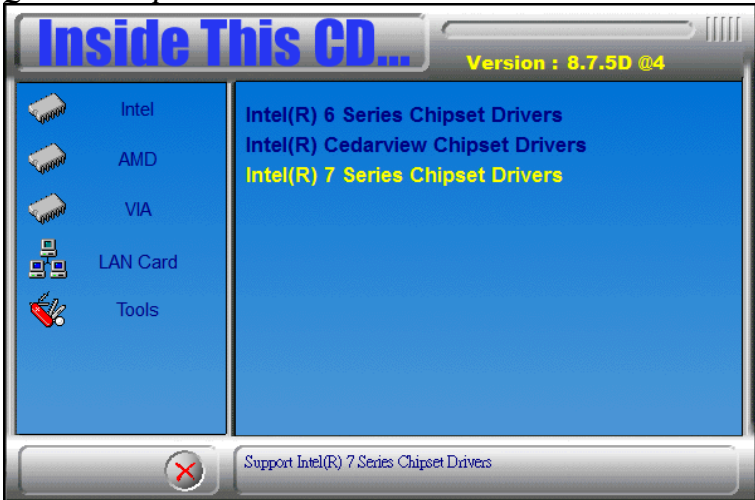 Inside This CD...
Version : 8.7.5D @4
Intel
AMD
VIA
LAN Card
Tools
Intel(R) 6 Series Chipset Drivers
Intel(R) Cedarview Chipset Drivers
Intel(R) 7 Series Chipset Drivers
Support Intel(R) 7 Series Chipset Drivers